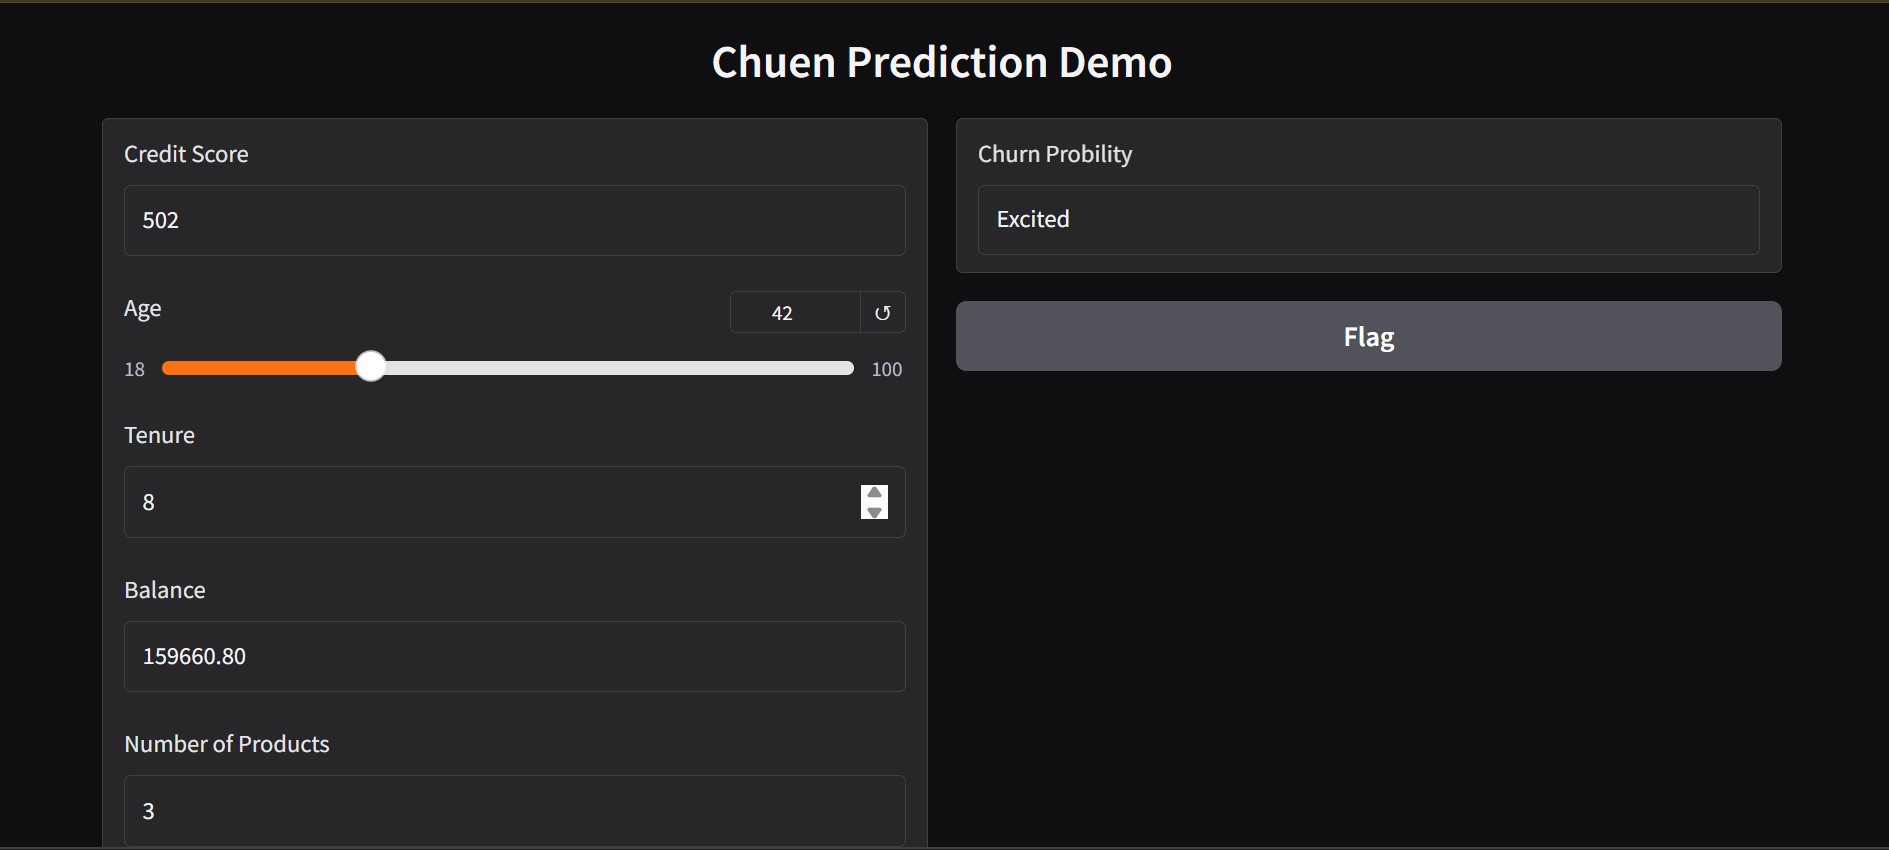 Chuen Prediction Demo
Credit Score
502
Age
42
18
100
Tenure
8
Balance
159660.80
Number of Products
3
Churn Probility
Excited
Flag